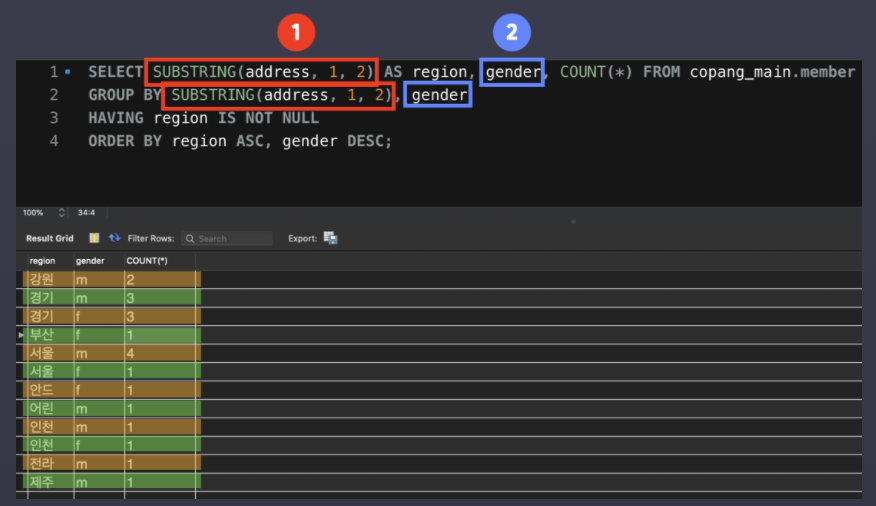 1 2
1 SELECT SUBSTRING(address, 1, 2) AS region, gender, COUNT(*) FROM copang_main.member
2 GROUP BY SUBSTRING(address, 1, 2), gender
3 HAVING region IS NOT NULL
4 ORDER BY region ASC, gender DESC;
100% 34:4
Result Grid Filter Rows: Search Export:
region gender COUNT(*)
강원 m 2
경기 m 3
경기 f 3
부산 f 1
서울 m 4
서울 f 1
안드 f 1
어린 m 1
인천 m 1
인천 f 1
전라 m 1
제주 m 1